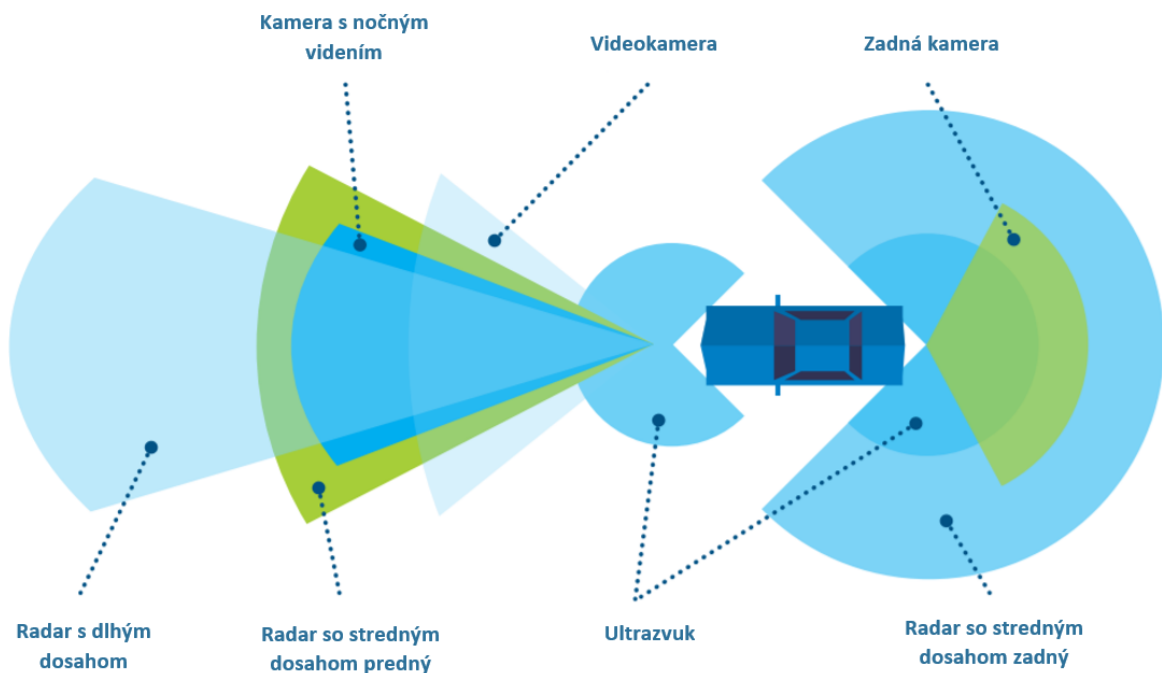 Kamera s nočným
videním
Videokamera
Zadná kamera
Radar s dlhým
dosahom
Radar so stredným
dosahom predný
Ultrazvuk
Radar so stredným
dosahom zadný